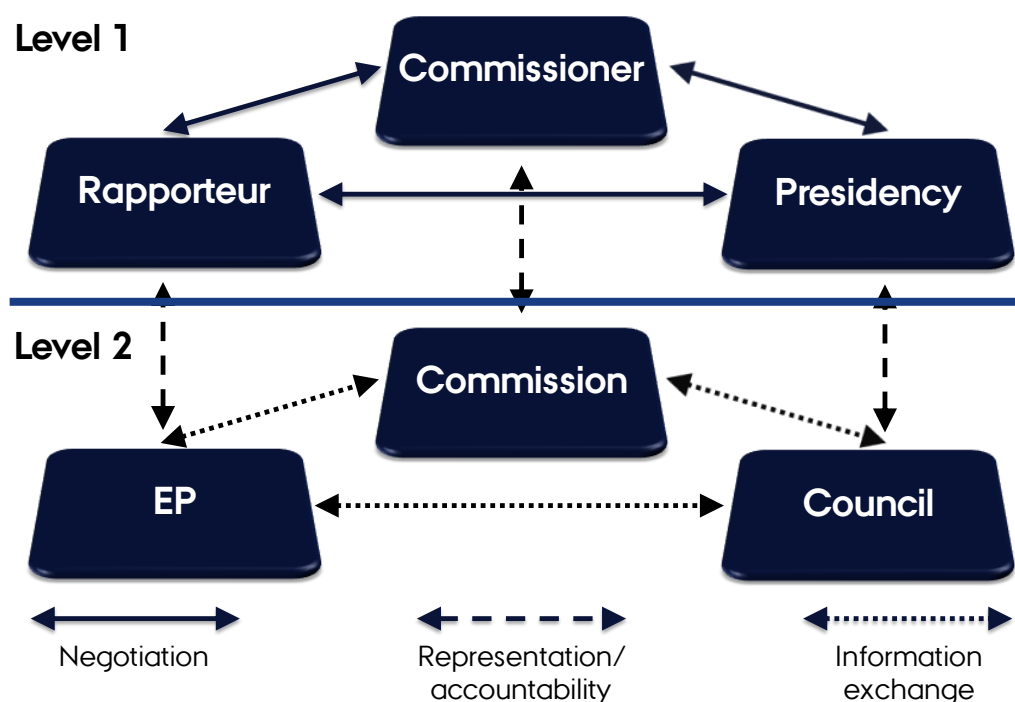 Level 1
Commissioner
Rapporteur
Presidency
Level 2
Commission
EP
Council
Negotiation
Representation/
accountability
Information
exchange